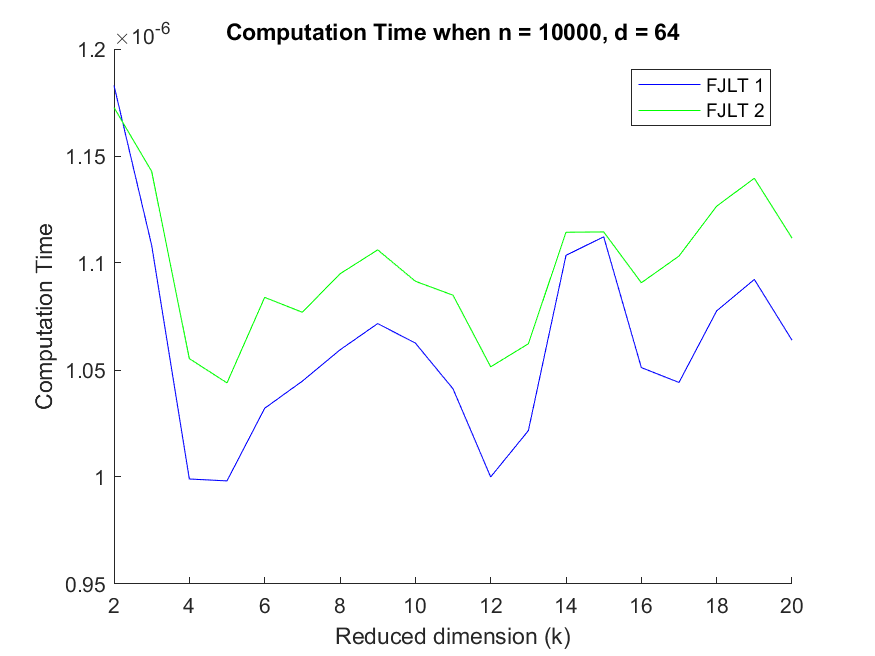 ×10⁻⁶
Computation Time when n = 10000, d = 64
1.2
1.15
1.1
1.05
1
0.95
Computation Time
FJLT 1
FJLT 2
2 4 6 8 10 12 14 16 18 20
Reduced dimension (k)